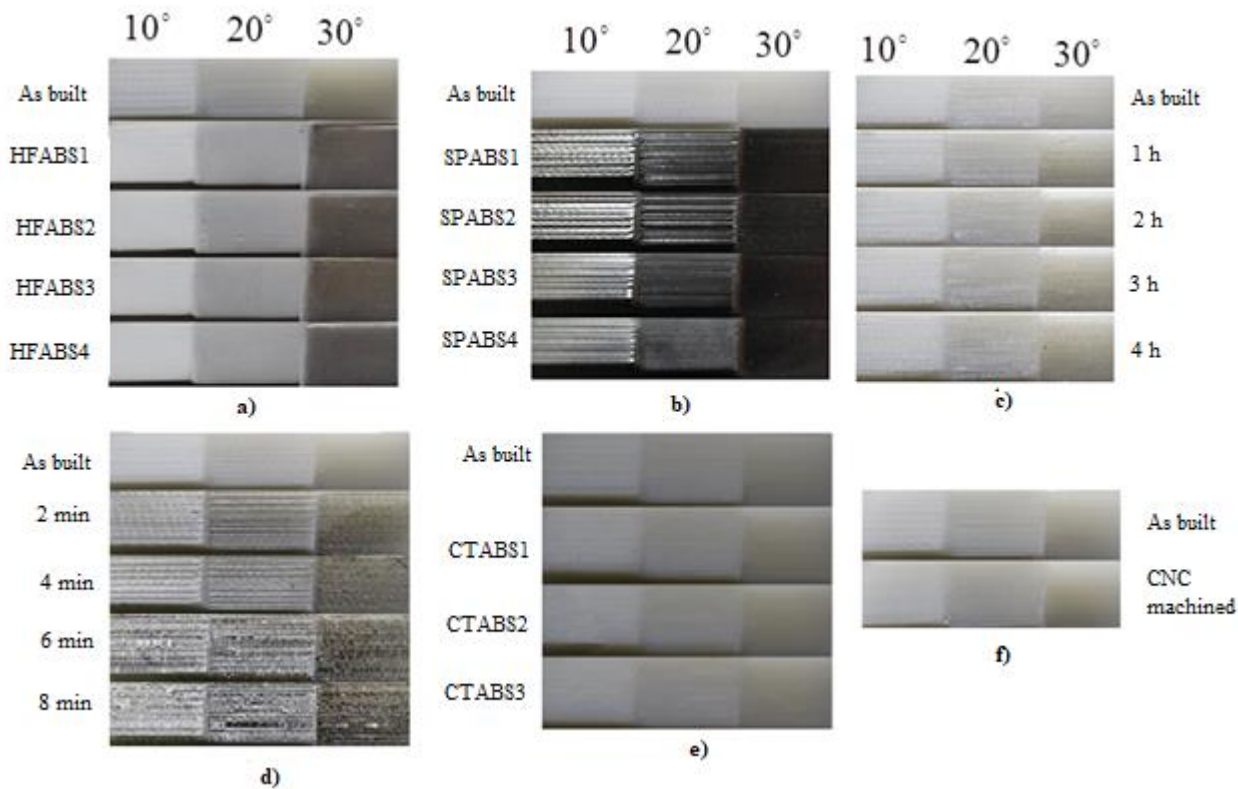 10° 20° 30°
As built
HFABS1
HFABS2
HFABS3
HFABS4
a)
10° 20° 30°
As built
SPABS1
SPABS2
SPABS3
SPABS4
b)
10° 20° 30°
As built
1 h
2 h
3 h
4 h
c)
As built
2 min
4 min
6 min
8 min
d)
As built
CTABS1
CTABS2
CTABS3
e)
As built
CNC
machined
f)